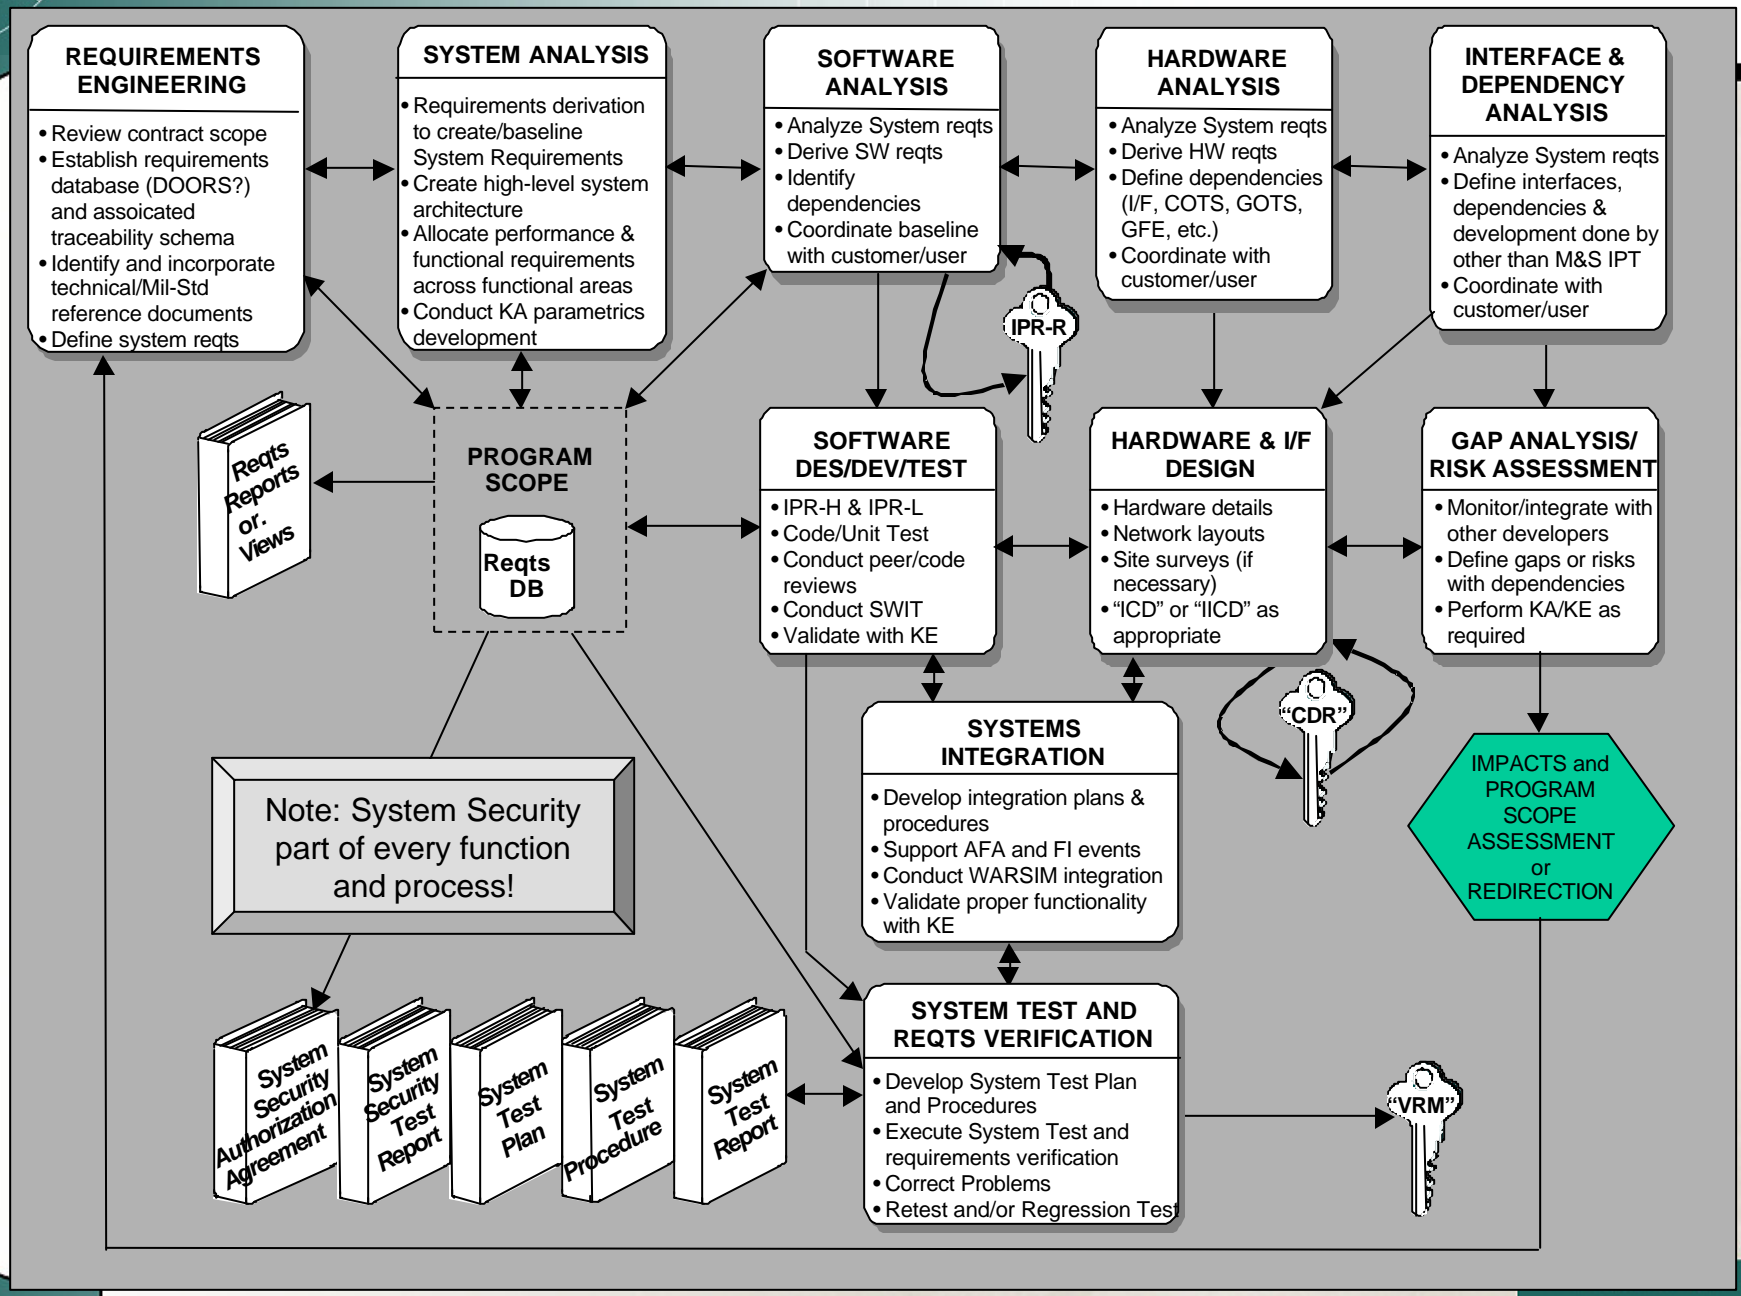 REQUIREMENTS
ENGINEERING
• Review contract scope
• Establish requirements
database (DOORS?)
and assoicated
traceability schema
• Identify and incorporate
technical/Mil-Std
reference documents
• Define system reqts
SYSTEM ANALYSIS
• Requirements derivation
to create/baseline
System Requirements
• Create high-level system
architecture
• Allocate performance &
functional requirements
across functional areas
• Conduct KA parametrics
development
SOFTWARE
ANALYSIS
• Analyze System reqts
• Derive SW reqts
• Identify
dependencies
• Coordinate baseline
with customer/user
HARDWARE
ANALYSIS
• Analyze System reqts
• Derive HW reqts
• Define dependencies
(I/F, COTS, GOTS,
GFE, etc.)
• Coordinate with
customer/user
INTERFACE &
DEPENDENCY
ANALYSIS
• Analyze System reqts
• Define interfaces,
dependencies &
development done by
other than M&S IPT
• Coordinate with
customer/user
IPR-R
Reqts
Reports
or.
Views
PROGRAM
SCOPE
Reqts
DB
SOFTWARE
DES/DEV/TEST
• IPR-H & IPR-L
• Code/Unit Test
• Conduct peer/code
reviews
• Conduct SWIT
• Validate with KE
HARDWARE & I/F
DESIGN
• Hardware details
• Network layouts
• Site surveys (if
necessary)
• “ICD” or “IICD” as
appropriate
GAP ANALYSIS/
RISK ASSESSMENT
• Monitor/integrate with
other developers
• Define gaps or risks
with dependencies
• Perform KA/KE as
required
“CDR”
SYSTEMS
INTEGRATION
• Develop integration plans &
procedures
• Support AFA and FI events
• Conduct WARSIM integration
• Validate proper functionality
with KE
IMPACTS and
PROGRAM
SCOPE
ASSESSMENT
or
REDIRECTION
Note: System Security
part of every function
and process!
System
Security
Authorization
Agreement
System
Security
Test
Report
System
Test
Plan
System
Test
Procedure
System
Test
Report
SYSTEM TEST AND
REQTS VERIFICATION
• Develop System Test Plan
and Procedures
• Execute System Test and
requirements verification
• Correct Problems
• Retest and/or Regression Test
“VRM”